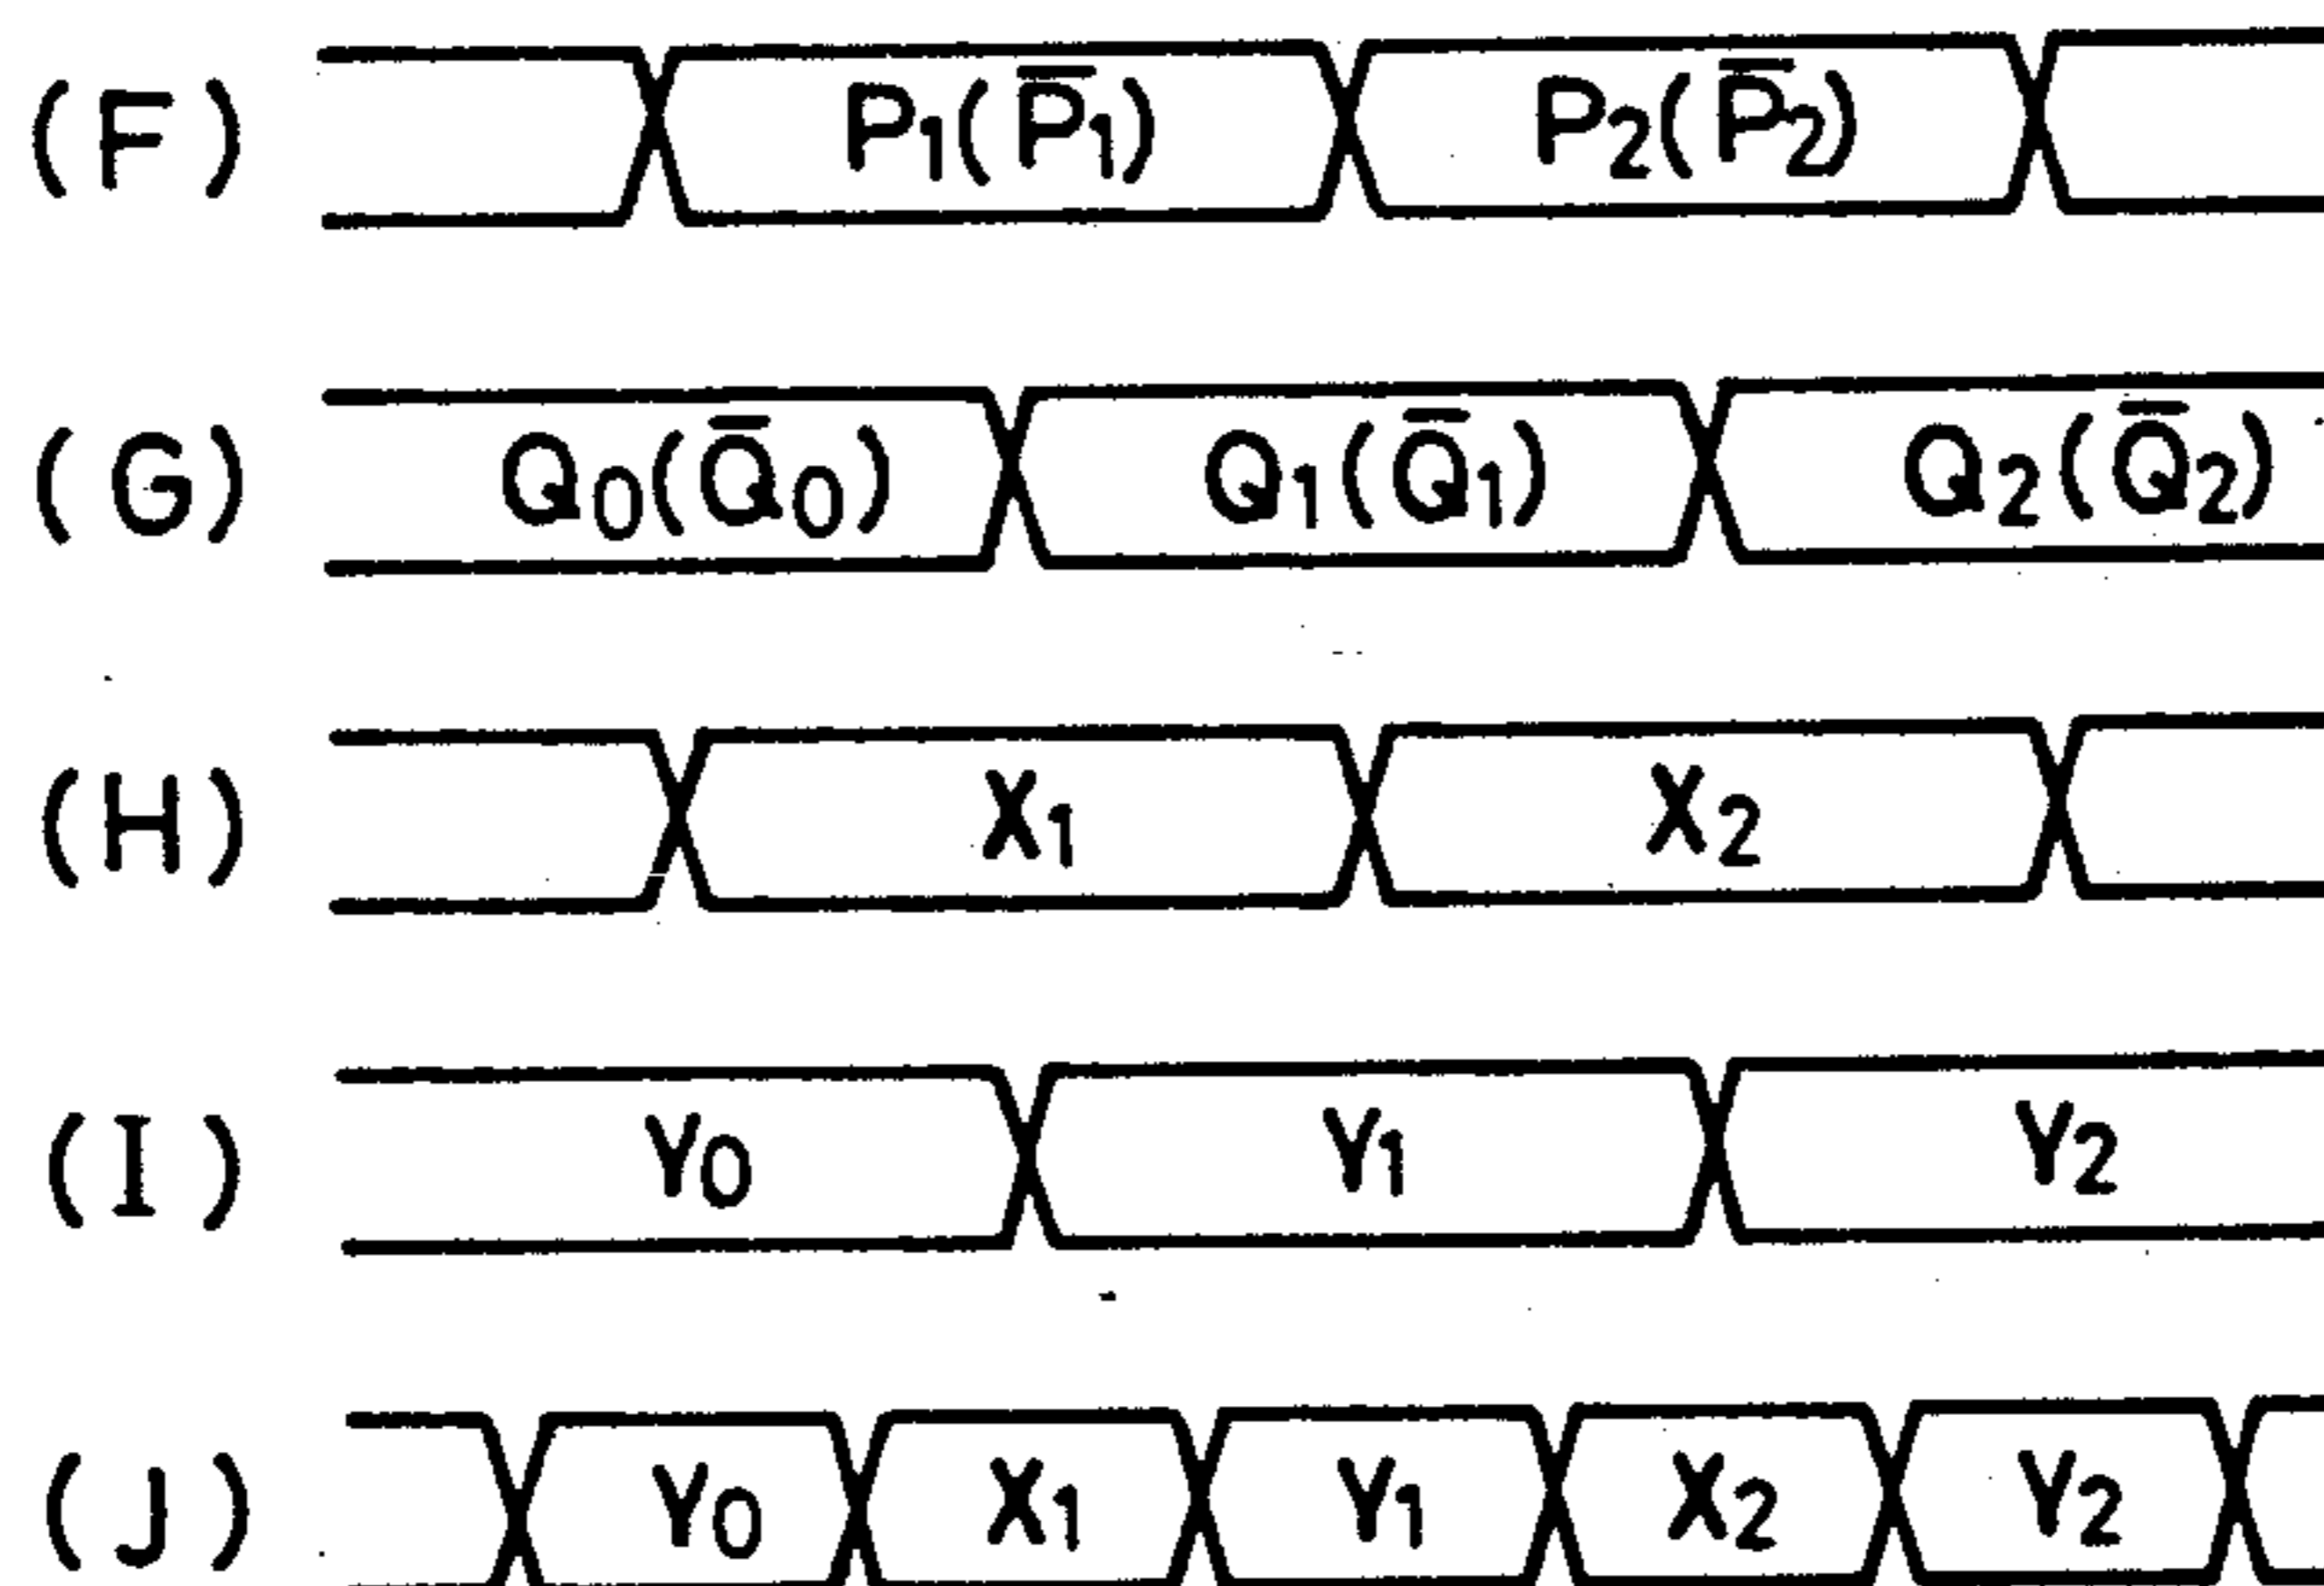 (F) P₁(P̅₁) P₂(P̅₂)
(G) Q₀(Q̅₀) Q₁(Q̅₁) Q₂(Q̅₂)
(H) X₁ X₂
(I) Y₀ Y₁ Y₂
(J) Y₀ X₁ Y₁ X₂ Y₂